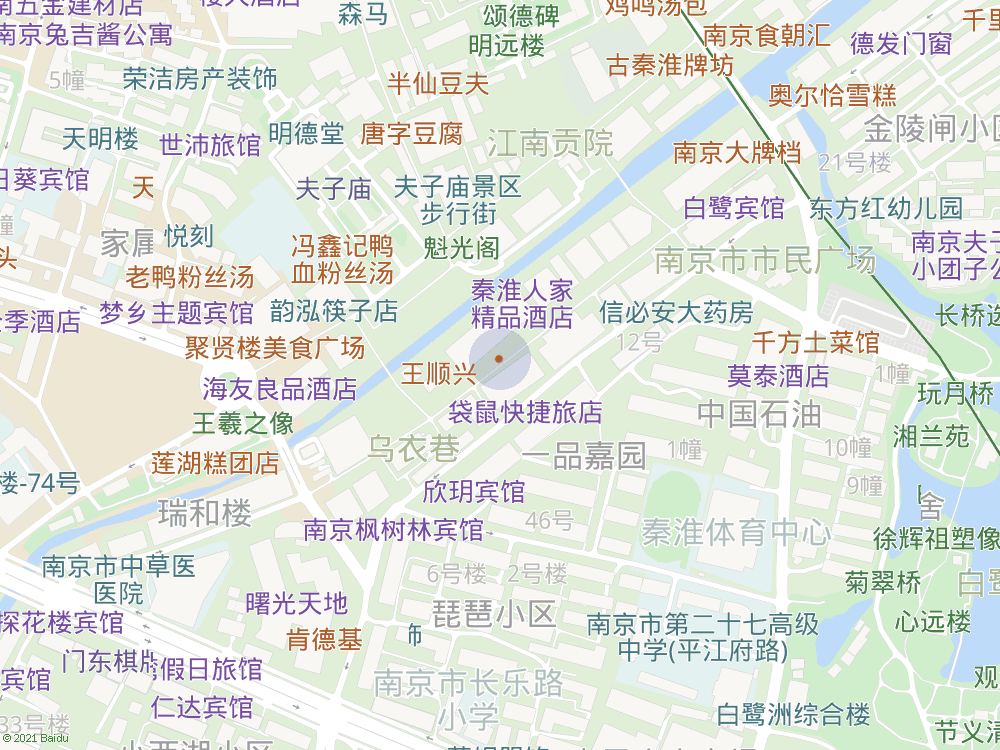 南五金建材店
森马
颂德碑
鸡鸣汤包
千里
南京兔吉酱公寓
明远楼
南京食朝汇
德发门窗
5幢
荣洁房产装饰
半仙豆夫
古秦淮牌坊
奥尔恰雪糕
天明楼
世沛旅馆
明德堂
唐字豆腐
江南贡院
南京大牌档
金陵闸小区
21号楼
日葵宾馆
天
夫子庙
夫子庙景区
步行街
白鹭宾馆
东方红幼儿园
幢
家属
悦刻
冯鑫记鸭
血粉丝汤
魁光阁
南京市市民广场
南京夫子
小团子公
头
老鸭粉丝汤
秦淮人家
精品酒店
季酒店
梦乡主题宾馆
韵泓筷子店
信必安大药房
长桥选
聚贤楼美食广场
12号
千方土菜馆
海友良品酒店
王顺兴
莫泰酒店
玩月桥
王羲之像
袋鼠快捷旅店
中国石油
湘兰苑
乌衣巷
一品嘉园
1幢
10幢
莲湖糕团店
楼-74号
欣玥宾馆
9幢
舍
瑞和楼
南京枫树林宾馆
46号
秦淮体育中心
徐辉祖塑像
南京市中草医
医院
6号楼
2号楼
菊翠桥
白鹭
曙光天地
琵琶小区
探花楼宾馆
肯德基
南京市第二十七高级
中学(平江府路)
心远楼
门东棋牌
假日旅馆
宾馆
南京市长乐路
小学
观
仁达宾馆
白鹭洲综合楼
33号楼
节义清
小西湖小区
© 2021 Baidu